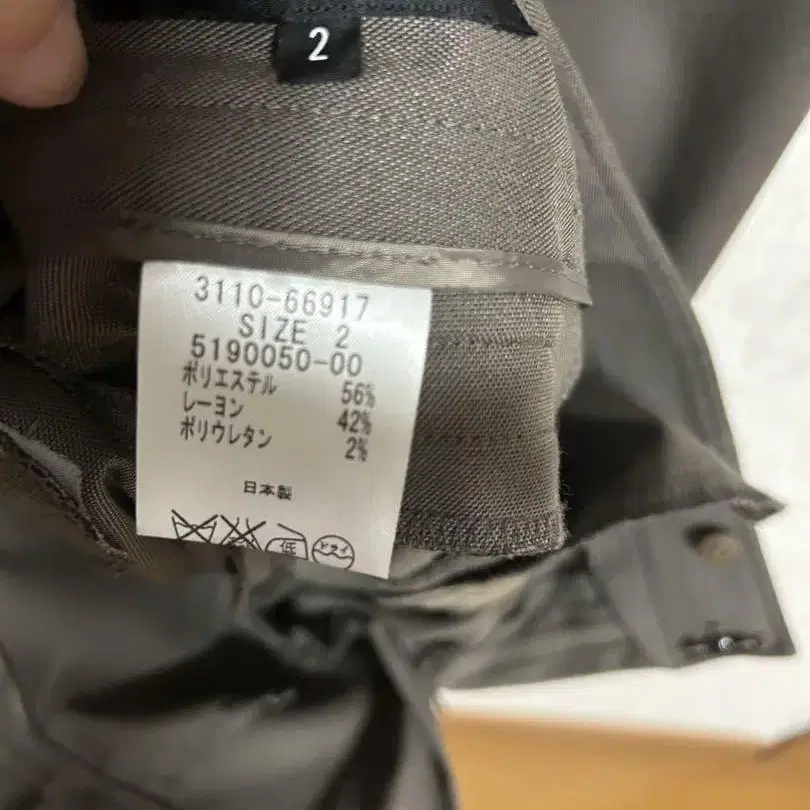 2
3110-66917
SIZE 2
5190050-00
ポリエステル 56%
レーヨン 42%
ポリウレタン 2%
日本製
低 ドライ